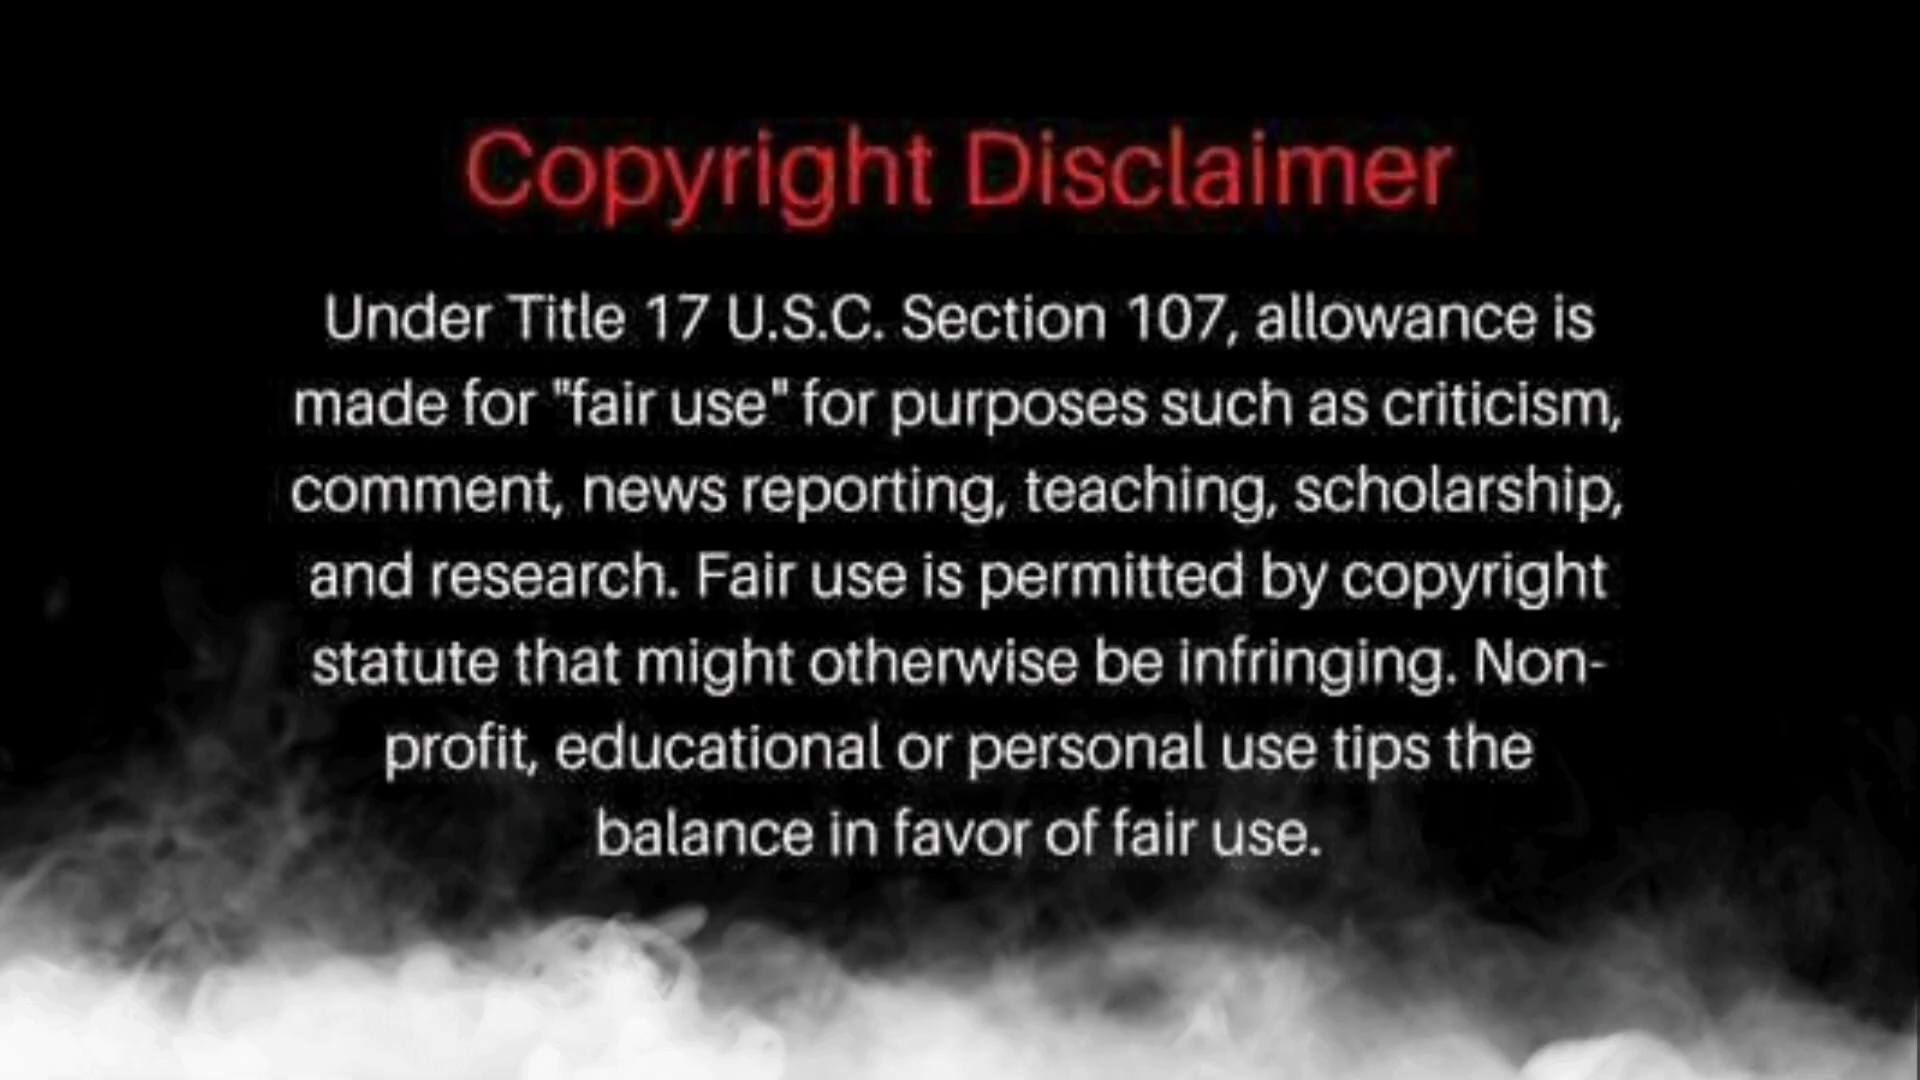 Copyright Disclaimer
Under Title 17 U.S.C. Section 107, allowance is
made for "fair use" for purposes such as criticism,
comment, news reporting, teaching, scholarship,
and research. Fair use is permitted by copyright
statute that might otherwise be infringing. Non-
profit, educational or personal use tips the
balance in favor of fair use.